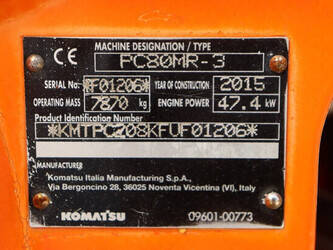 CE MACHINE DESIGNATION / TYPE
PC80MR-3
SERIAL No. *F01206* YEAR OF CONSTRUCTION 2015
OPERATING MASS 7870 kg ENGINE POWER 47.4 kW
Product Identification Number
*KMTPC208KFUF01206*
MANUFACTURER
Komatsu Italia Manufacturing S.p.A.,
Via Bergoncino 28, 36025 Noventa Vicentina (VI), Italy
KOMATSU 09601-00773